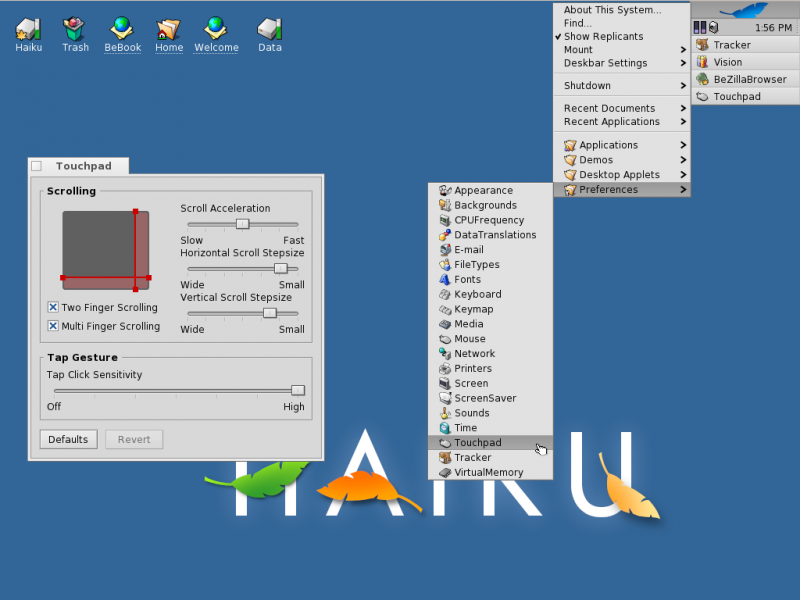 Haiku
Trash
BeBook
Home
Welcome
Data
About This System...
Find...
Show Replicants
Mount
Deskbar Settings
Shutdown
Recent Documents
Recent Applications
Applications
Demos
Desktop Applets
Preferences
1:56 PM
Tracker
Vision
BeZillaBrowser
Touchpad
Touchpad
Scrolling
Scroll Acceleration
Slow Fast
Horizontal Scroll Stepsize
Wide Small
Vertical Scroll Stepsize
Wide Small
Two Finger Scrolling
Multi Finger Scrolling
Tap Gesture
Tap Click Sensitivity
Off High
Defaults Revert
Appearance
Backgrounds
CPUFrequency
DataTranslations
E-mail
FileTypes
Fonts
Keyboard
Keymap
Media
Mouse
Network
Printers
Screen
ScreenSaver
Sounds
Time
Touchpad
Tracker
VirtualMemory
HAIKU